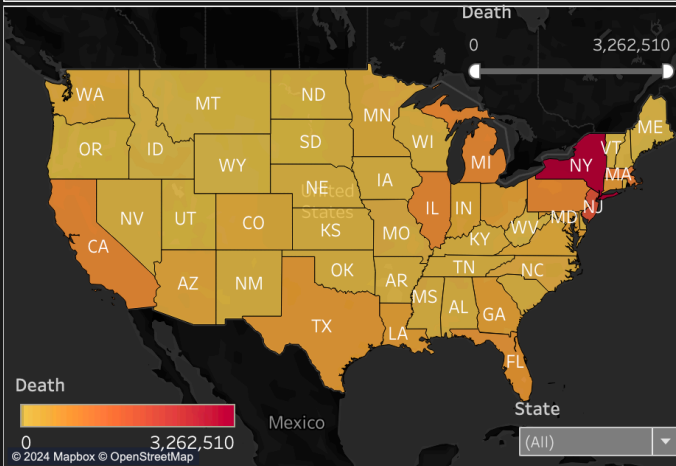 Death
0 3,262,510
WA
MT
ND
MN
ME
OR
ID
SD
WI
VT
WY
MI
NY
MA
NE
United
States
IA
NV
UT
CO
IL
IN
NJ
MD
CA
KS
MO
KY
WV
AZ
NM
OK
AR
TN
NC
MS
AL
GA
TX
LA
FL
Death
0 3,262,510
Mexico
State
(All)
© 2024 Mapbox © OpenStreetMap